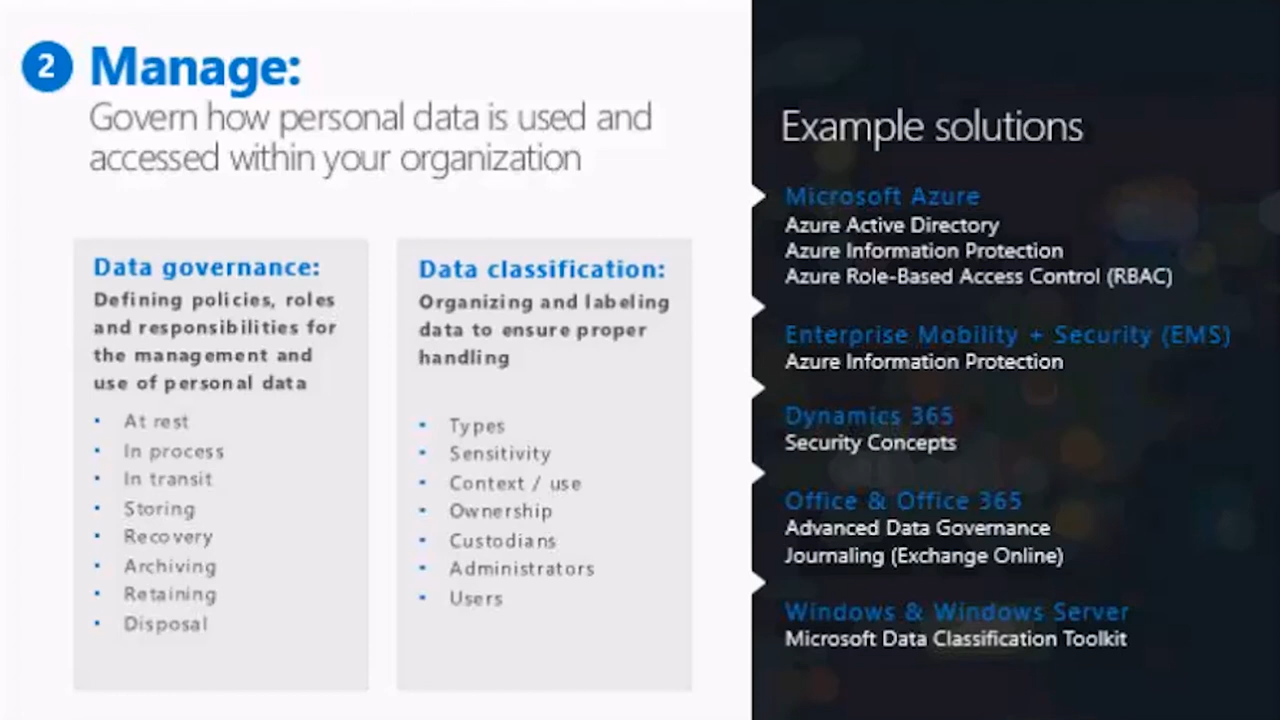 2
Manage:
Govern how personal data is used and
accessed within your organization
Data governance:
Defining policies, roles
and responsibilities for
the management and
use of personal data
• At rest
• In process
• In transit
• Storing
• Recovery
• Archiving
• Retaining
• Disposal
Data classification:
Organizing and labeling
data to ensure proper
handling
• Types
• Sensitivity
• Context / use
• Ownership
• Custodians
• Administrators
• Users
Example solutions
Microsoft Azure
Azure Active Directory
Azure Information Protection
Azure Role-Based Access Control (RBAC)
Enterprise Mobility + Security (EMS)
Azure Information Protection
Dynamics 365
Security Concepts
Office & Office 365
Advanced Data Governance
Journaling (Exchange Online)
Windows & Windows Server
Microsoft Data Classification Toolkit